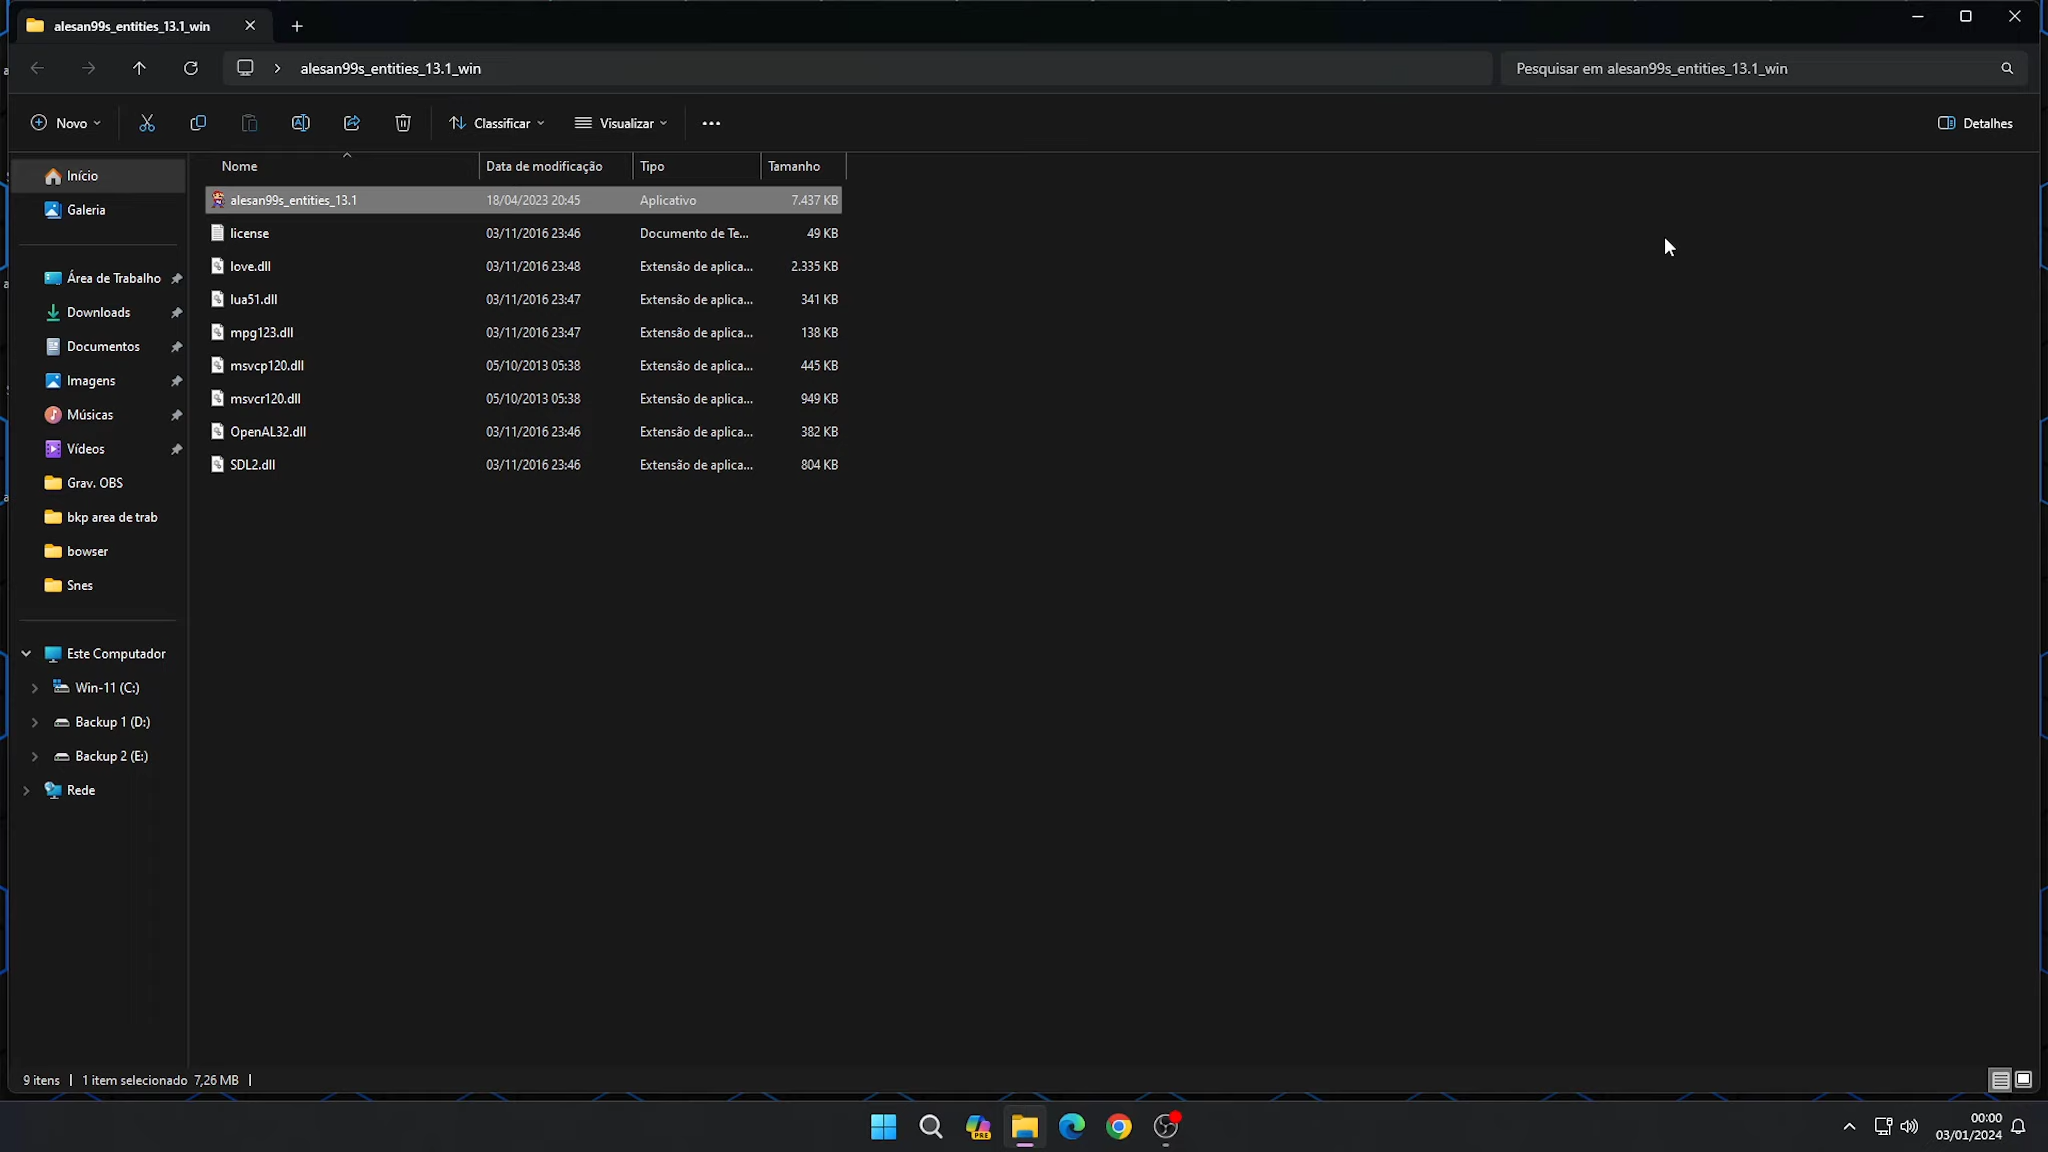 alesan99s_entities_13.1_win
alesan99s_entities_13.1_win
Pesquisar em alesan99s_entities_13.1_win
Novo
Classificar
Visualizar
Detalhes
Nome Data de modificação Tipo Tamanho
alesan99s_entities_13.1 18/04/2023 20:45 Aplicativo 7.437 KB
license 03/11/2016 23:46 Documento de Te... 49 KB
love.dll 03/11/2016 23:48 Extensão de aplica... 2.335 KB
lua51.dll 03/11/2016 23:47 Extensão de aplica... 341 KB
mpg123.dll 03/11/2016 23:47 Extensão de aplica... 138 KB
msvcp120.dll 05/10/2013 05:38 Extensão de aplica... 445 KB
msvcr120.dll 05/10/2013 05:38 Extensão de aplica... 949 KB
OpenAL32.dll 03/11/2016 23:46 Extensão de aplica... 382 KB
SDL2.dll 03/11/2016 23:46 Extensão de aplica... 804 KB
Início
Galeria
Área de Trabalho
Downloads
Documentos
Imagens
Músicas
Vídeos
Grav. OBS
bkp area de trab
bowser
Snes
Este Computador
Win-11 (C:)
Backup 1 (D:)
Backup 2 (E:)
Rede
9 itens | 1 item selecionado 7,26 MB |
PRE
00:00
03/01/2024